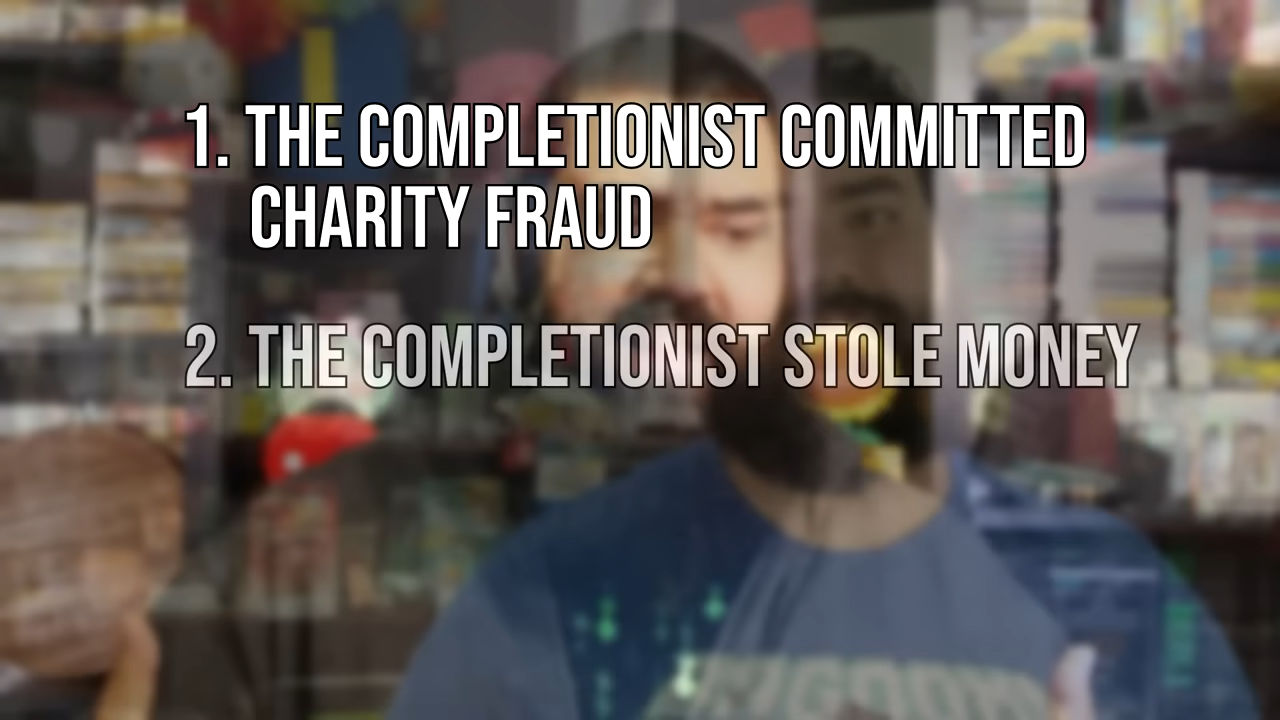 1. THE COMPLETIONIST COMMITTED
CHARITY FRAUD
2. THE COMPLETIONIST STOLE MONEY